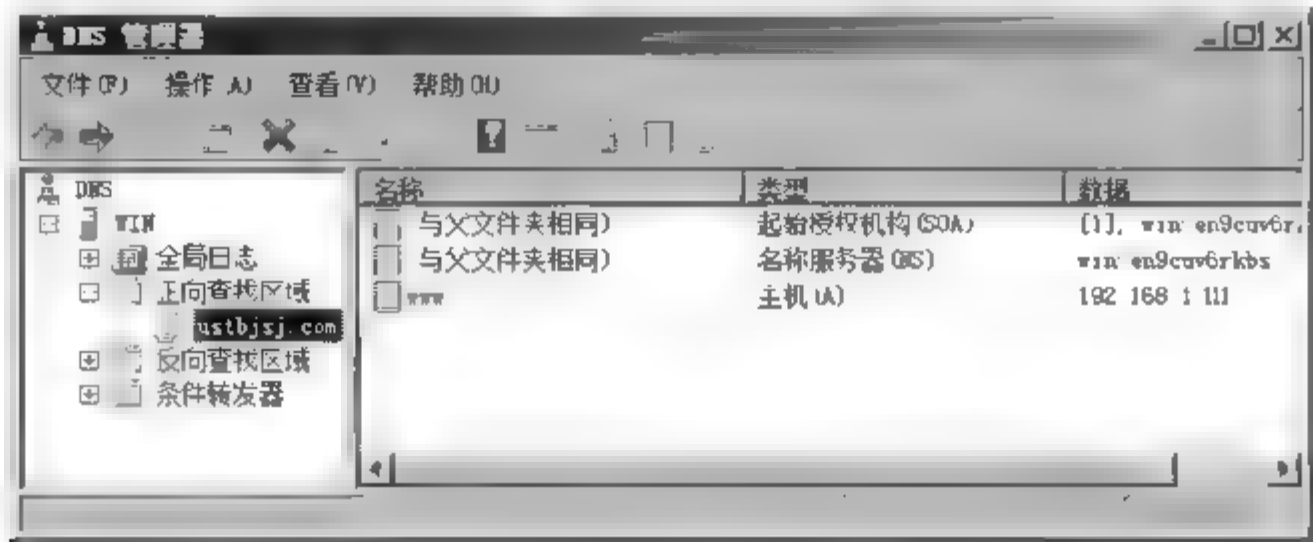 DNS 管理器
文件(F) 操作(A) 查看(V) 帮助(H)
DNS
WIN
全局日志
正向查找区域
ustbjsj.com
反向查找区域
条件转发器
名称 类型 数据
与父文件夹相同) 起始授权机构(SOA) [1], win en9cuv6r.
与父文件夹相同) 名称服务器(NS) win en9cuv6rkbs
www 主机(A) 192 168 1 111